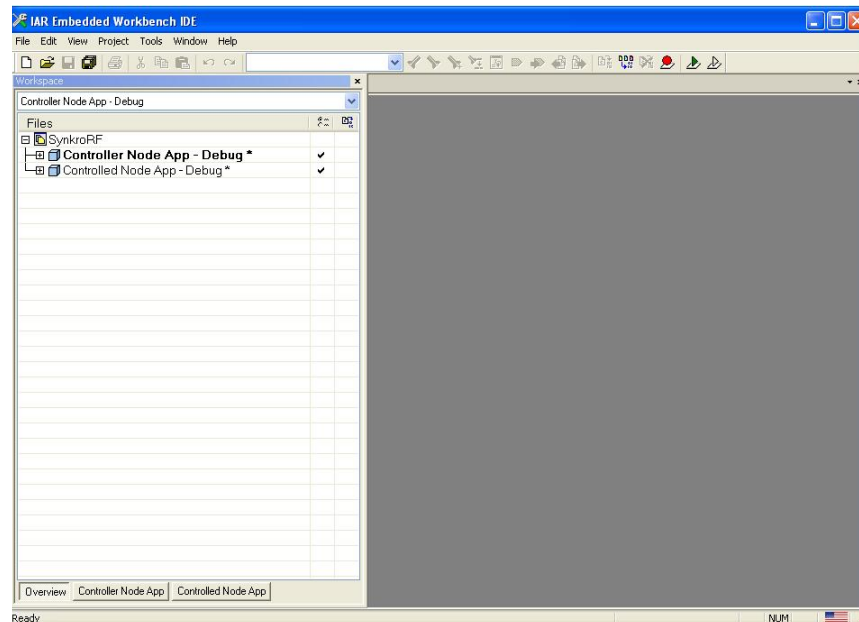 IAR Embedded Workbench IDE
File Edit View Project Tools Window Help
Workspace
Controller Node App - Debug
Files
SynkroRF
Controller Node App - Debug *
Controlled Node App - Debug *
Overview Controller Node App Controlled Node App
Ready NUM